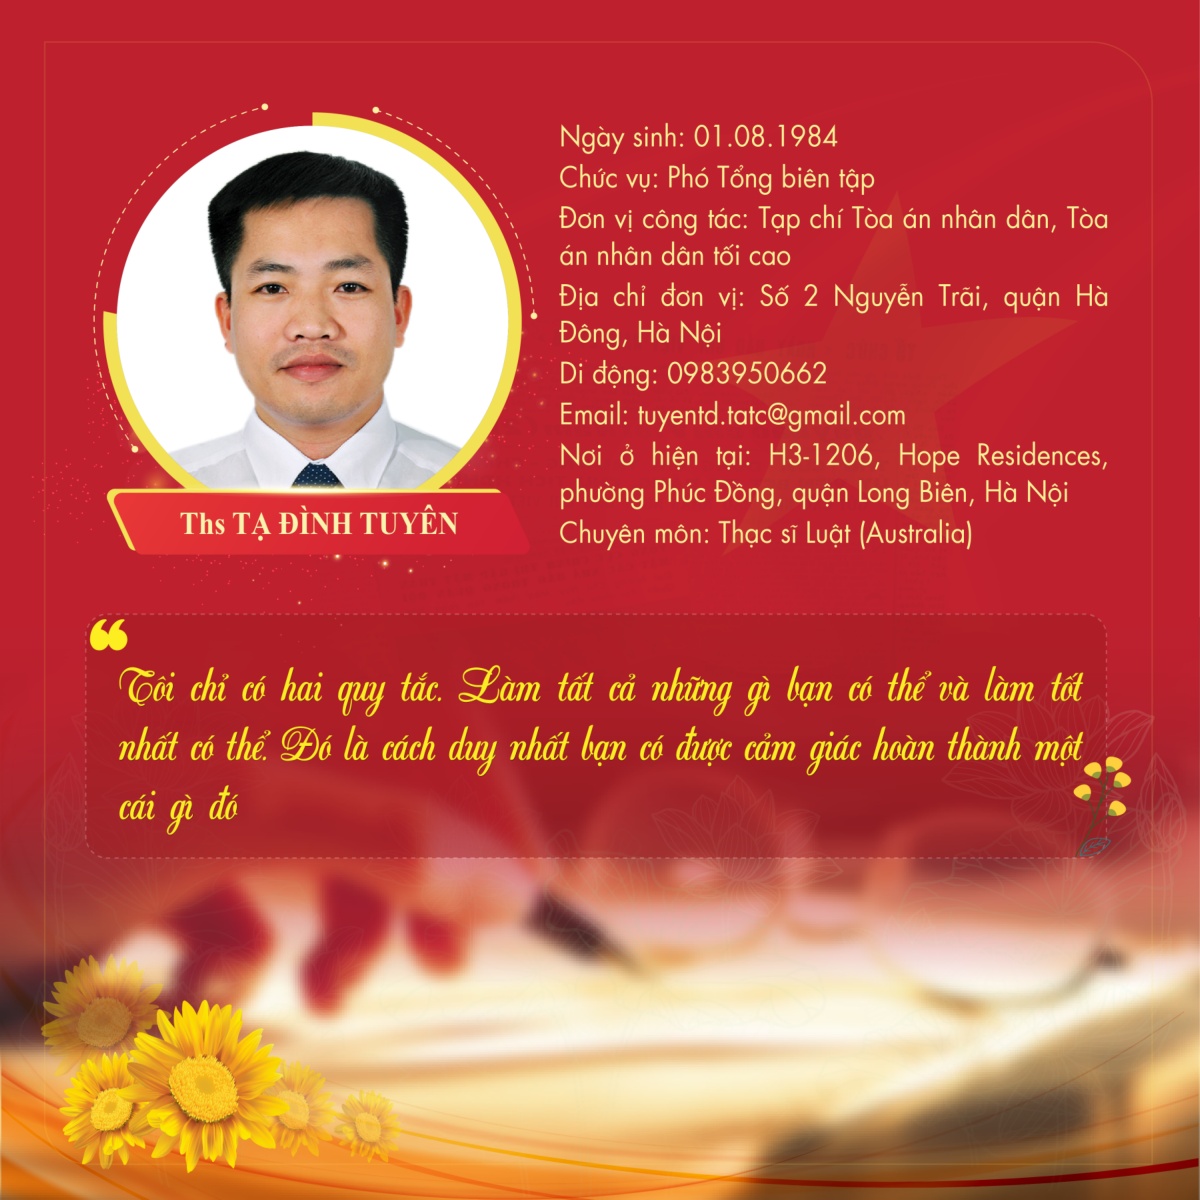 Ngày sinh: 01.08.1984
Chức vụ: Phó Tổng biên tập
Đơn vị công tác: Tạp chí Tòa án nhân dân, Tòa
án nhân dân tối cao
Địa chỉ đơn vị: Số 2 Nguyễn Trãi, quận Hà
Đông, Hà Nội
Di động: 0983950662
Email: tuyentd.tatc@gmail.com
Nơi ở hiện tại: H3-1206, Hope Residences,
phường Phúc Đồng, quận Long Biên, Hà Nội
Chuyên môn: Thạc sĩ Luật (Australia)
Ths TẠ ĐÌNH TUYÊN
“
Tôi chỉ có hai quy tắc. Làm tất cả những gì bạn có thể và làm tốt
nhất có thể. Đó là cách duy nhất bạn có được cảm giác hoàn thành một
cái gì đó